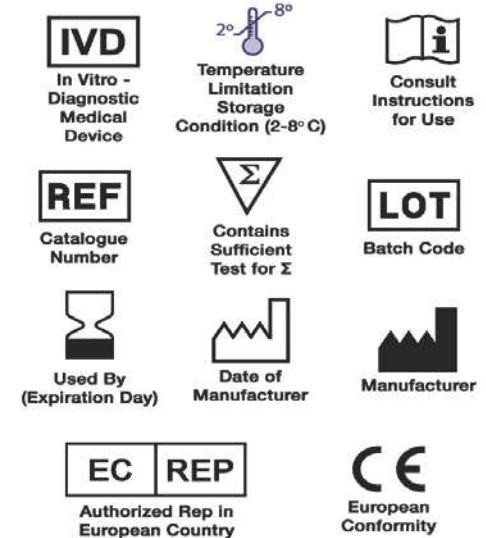 IVD
In Vitro -
Diagnostic
Medical
Device
2° 8°
Temperature
Limitation
Storage
Condition (2-8° C)
i
Consult
Instructions
for Use
REF
Catalogue
Number
Σ
Contains
Sufficient
Test for Σ
LOT
Batch Code
Used By
(Expiration Day)
Date of
Manufacturer
Manufacturer
EC REP
Authorized Rep in
European Country
CE
European
Conformity